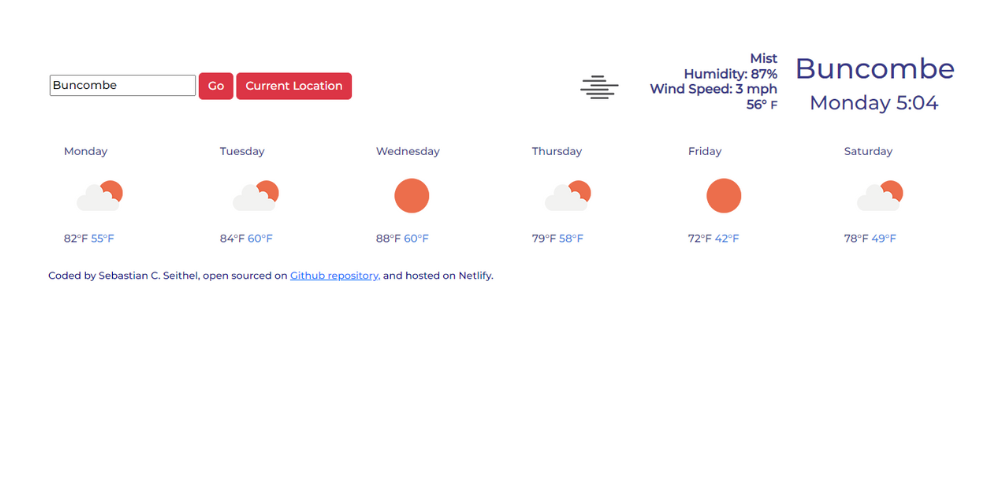 Buncombe
Go
Current Location
Mist
Humidity: 87%
Wind Speed: 3 mph
56° F
Buncombe
Monday 5:04
Monday
Tuesday
Wednesday
Thursday
Friday
Saturday
82°F 55°F
84°F 60°F
88°F 60°F
79°F 58°F
72°F 42°F
78°F 49°F
Coded by Sebastian C. Seithel, open sourced on Github repository, and hosted on Netlify.